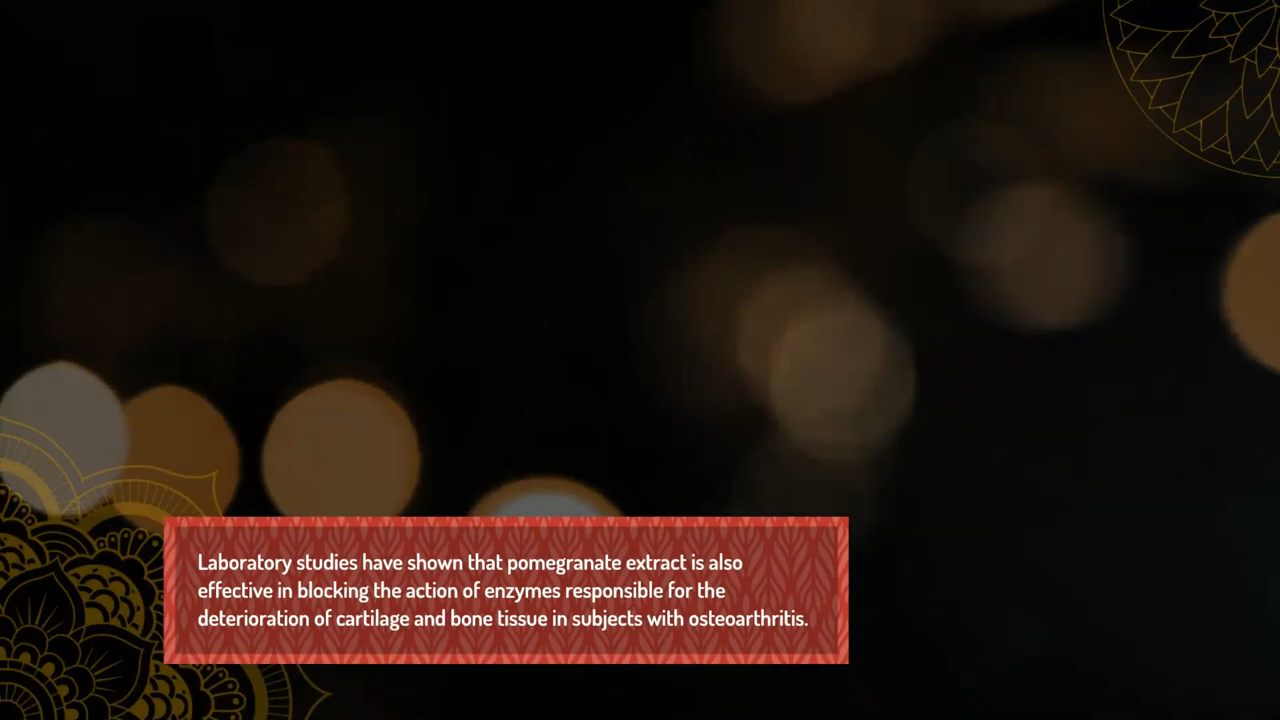 Laboratory studies have shown that pomegranate extract is also
effective in blocking the action of enzymes responsible for the
deterioration of cartilage and bone tissue in subjects with osteoarthritis.